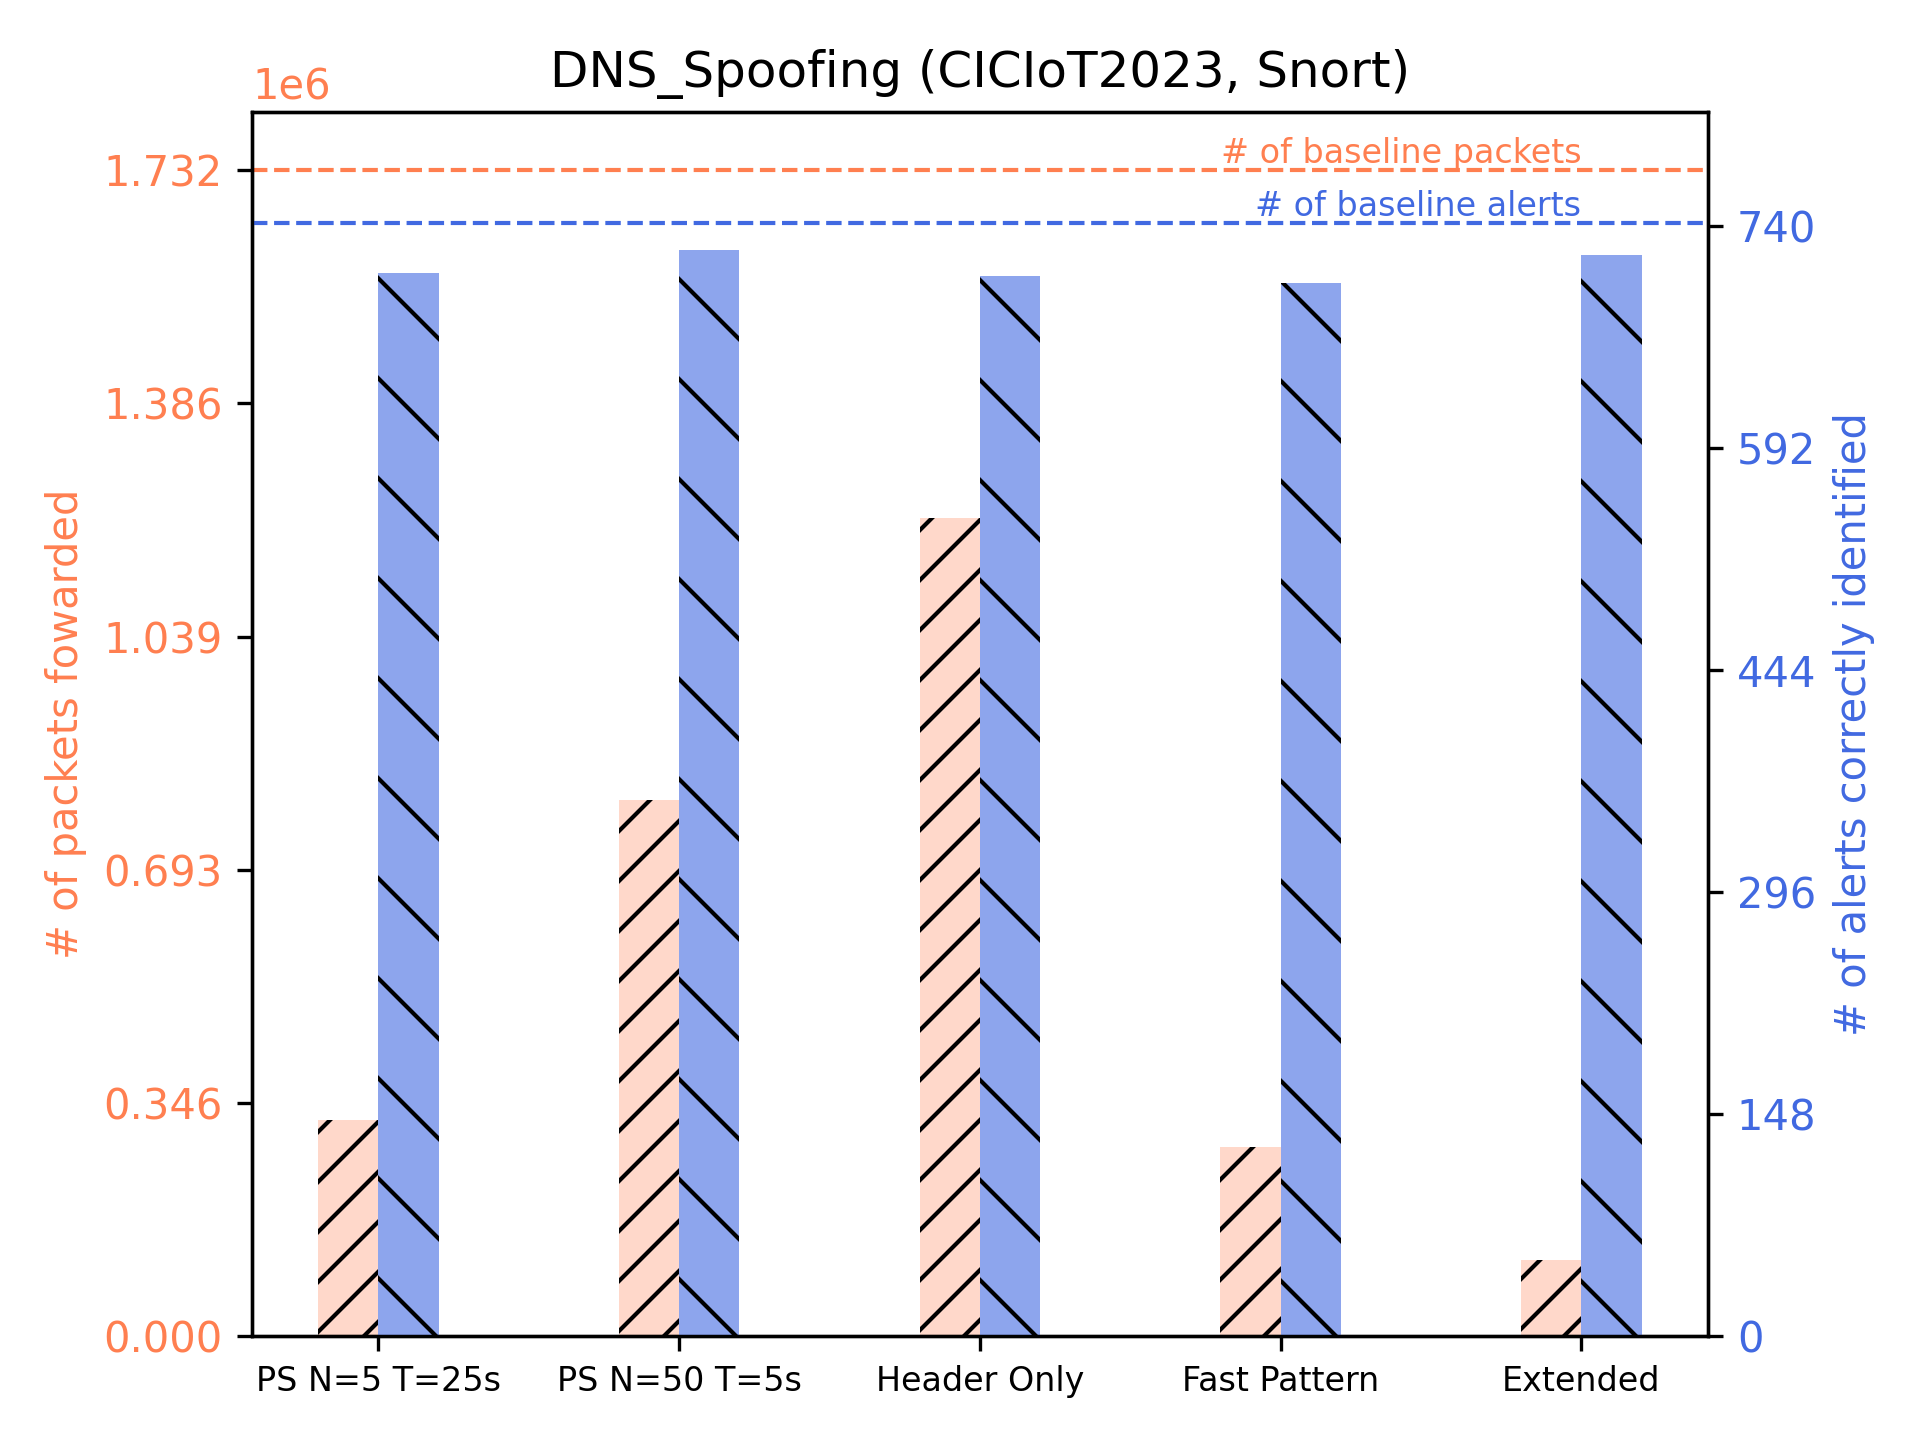 DNS_Spoofing (CICIoT2023, Snort)
1e6
# of baseline packets
# of baseline alerts
1.732
1.386
1.039
0.693
0.346
0.000
# of packets fowarded
740
592
444
296
148
0
# of alerts correctly identified
PS N=5 T=25s
PS N=50 T=5s
Header Only
Fast Pattern
Extended